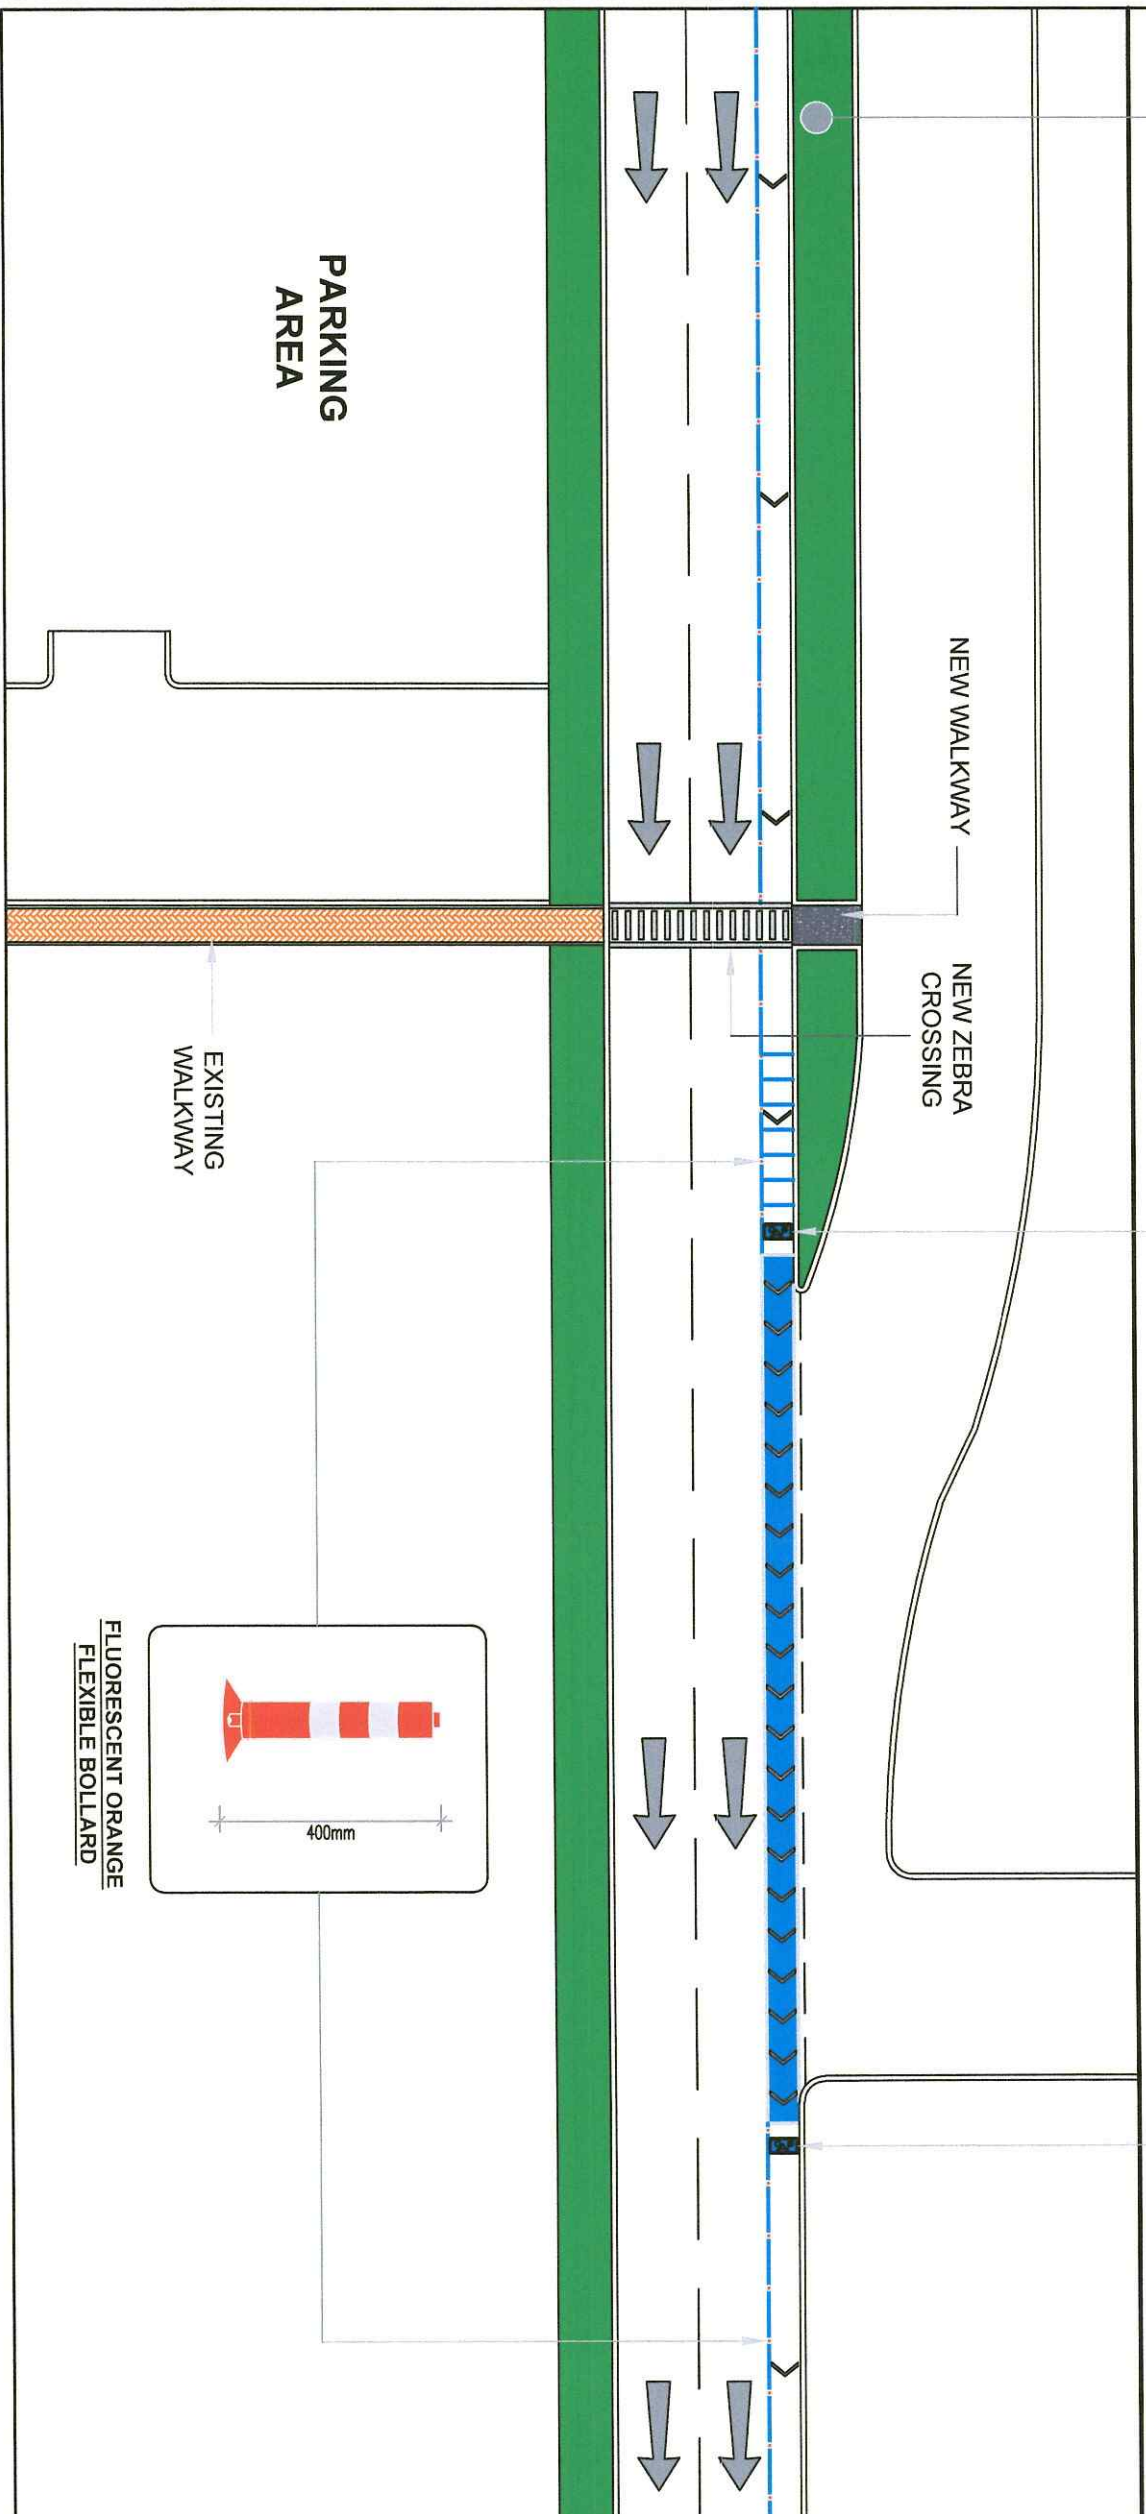 PARKING
AREA
NEW WALKWAY
NEW ZEBRA
CROSSING
EXISTING
WALKWAY
400mm
FLUORESCENT ORANGE
FLEXIBLE BOLLARD